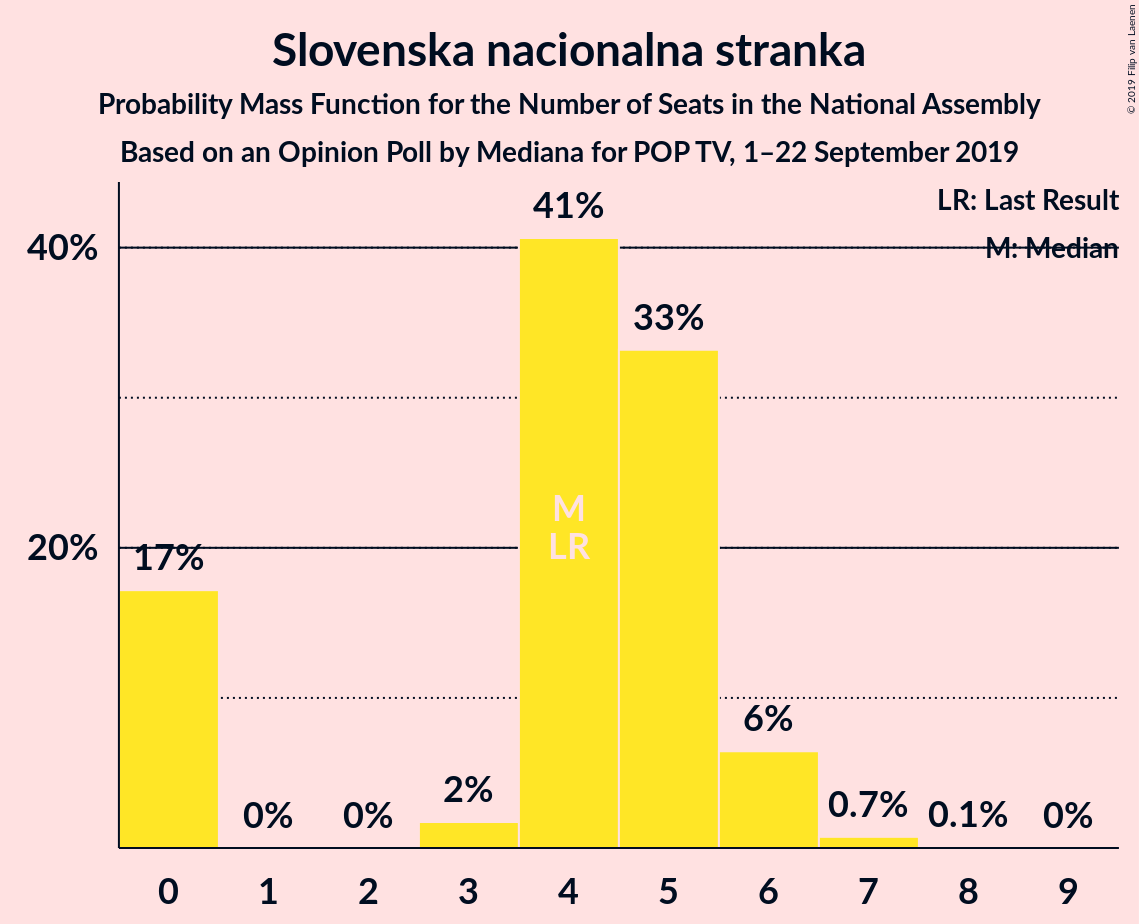 Slovenska nacionalna stranka
Probability Mass Function for the Number of Seats in the National Assembly
Based on an Opinion Poll by Mediana for POP TV, 1–22 September 2019
© 2019 Filip van Laenen
LR: Last Result
M: Median
40%
20%
17%
0%
0%
2%
41%
33%
6%
0.7%
0.1%
0%
M
LR
0 1 2 3 4 5 6 7 8 9